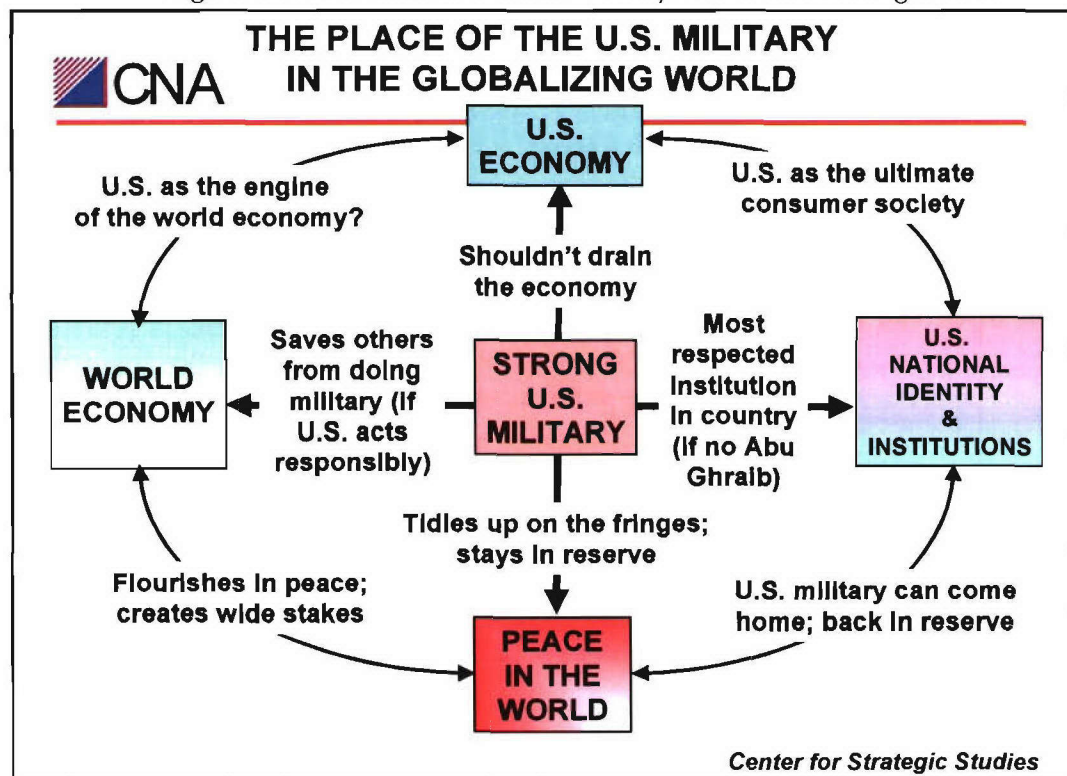 THE PLACE OF THE U.S. MILITARY
IN THE GLOBALIZING WORLD
CNA
U.S.
ECONOMY
U.S. as the engine
of the world economy?
U.S. as the ultimate
consumer society
Shouldn't drain
the economy
WORLD
ECONOMY
Saves others
from doing
military (if
U.S. acts
responsibly)
STRONG
U.S.
MILITARY
Most
respected
institution
in country
(if no Abu
Ghraib)
U.S.
NATIONAL
IDENTITY
&
INSTITUTIONS
Tidies up on the fringes;
stays in reserve
Flourishes in peace;
creates wide stakes
U.S. military can come
home; back in reserve
PEACE
IN THE
WORLD
Center for Strategic Studies